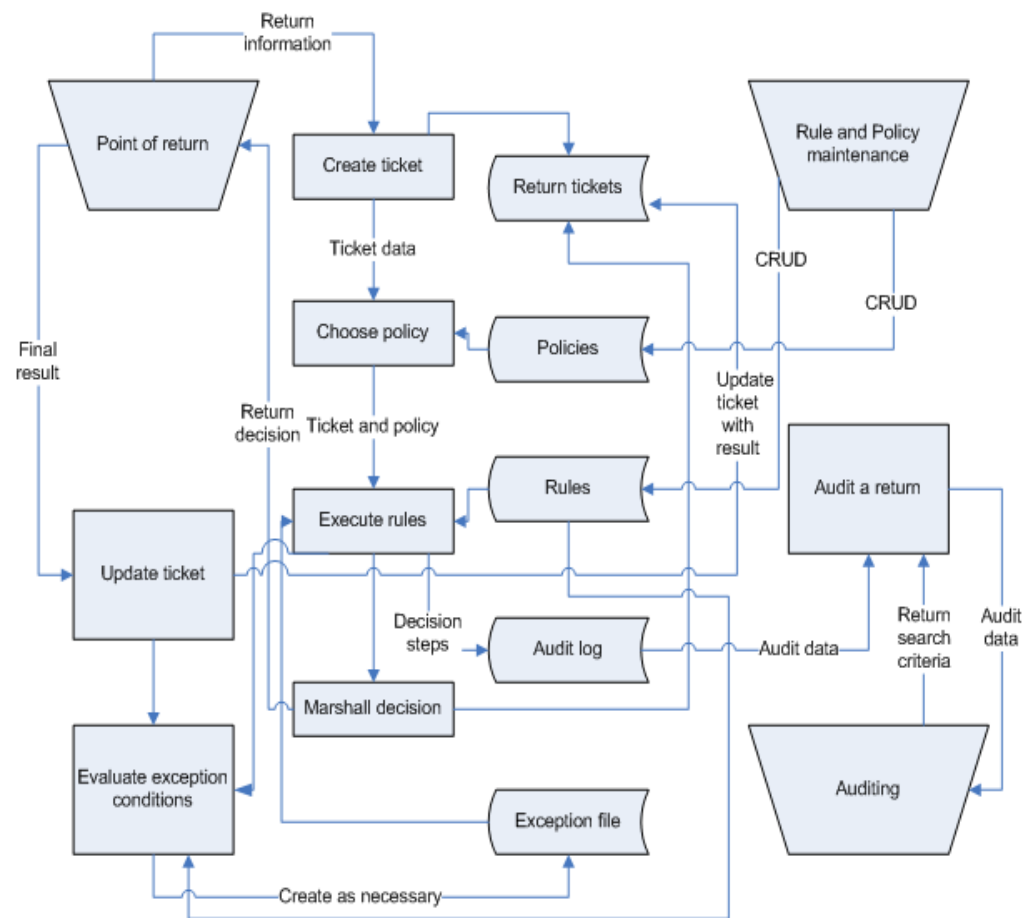 Return
information
Point of return
Create ticket
Return tickets
Rule and Policy
maintenance
Ticket data
CRUD
CRUD
Choose policy
Policies
Final
result
Return
decision
Ticket and policy
Update
ticket
with
result
Execute rules
Rules
Audit a return
Update ticket
Decision
steps
Audit log
Audit data
Return
search
criteria
Audit
data
Marshall decision
Evaluate exception
conditions
Exception file
Auditing
Create as necessary